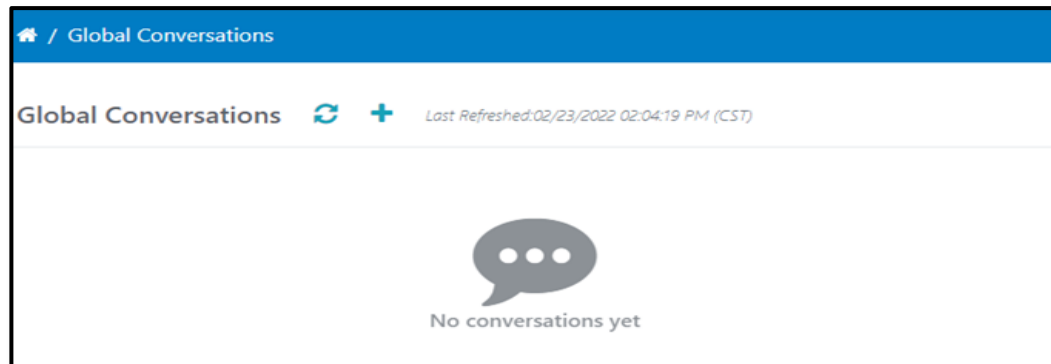 / Global Conversations
Global Conversations Last Refreshed:02/23/2022 02:04:19 PM (CST)
No conversations yet